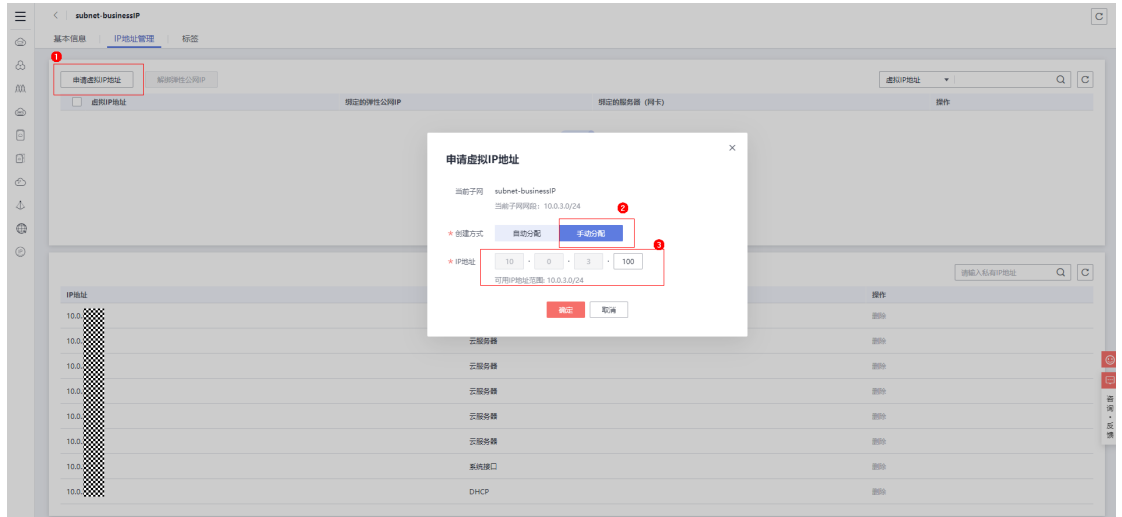 subnet-businessIP
基本信息 IP地址管理 标签
1
申请虚拟IP地址 解绑弹性公网IP 虚拟IP地址
虚拟IP地址 绑定的弹性公网IP 绑定的服务器（网卡） 操作
申请虚拟IP地址
当前子网 subnet-businessIP
当前子网网段：10.0.3.0/24
2
* 创建方式 自动分配 手动分配
3
* IP地址 10 · 0 · 3 · 100
可用IP地址范围: 10.0.3.0/24
确定 取消
请输入私有IP地址
IP地址 操作
10.0. 删除
10.0. 云服务器 删除
10.0. 云服务器 删除
10.0. 云服务器 删除
10.0. 云服务器 删除
10.0. 云服务器 删除
10.0. 系统接口 删除
10.0. DHCP 删除
咨询·反馈